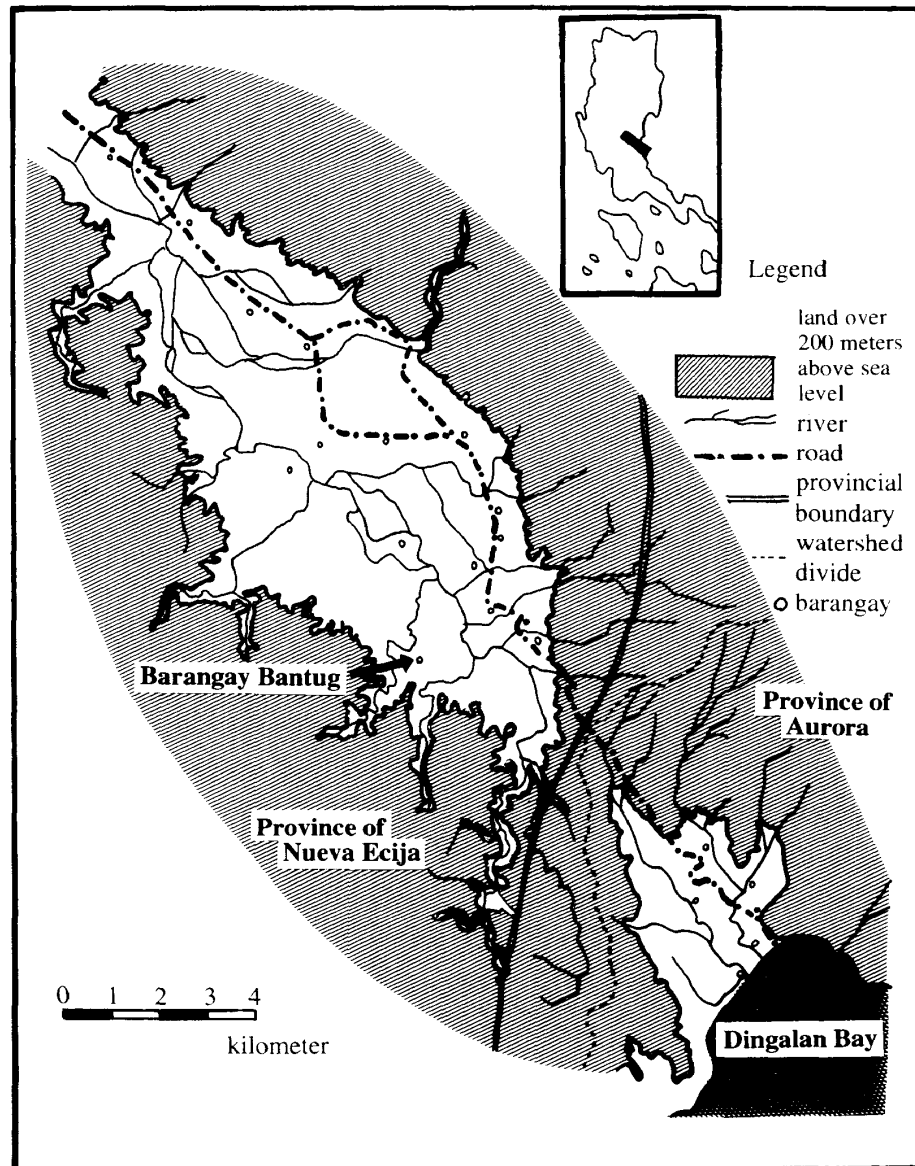 Legend
land over
200 meters
above sea
level
river
road
provincial
boundary
watershed
divide
barangay
Barangay Bantug
Province of
Aurora
Province of
Nueva Ecija
0 1 2 3 4
kilometer
Dingalan Bay